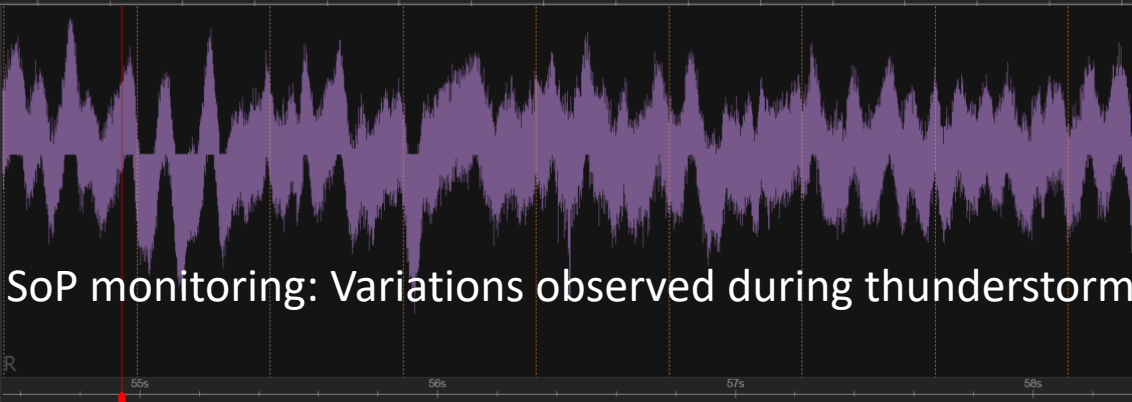 SoP monitoring: Variations observed during thunderstorm
R
55s 56s 57s 58s